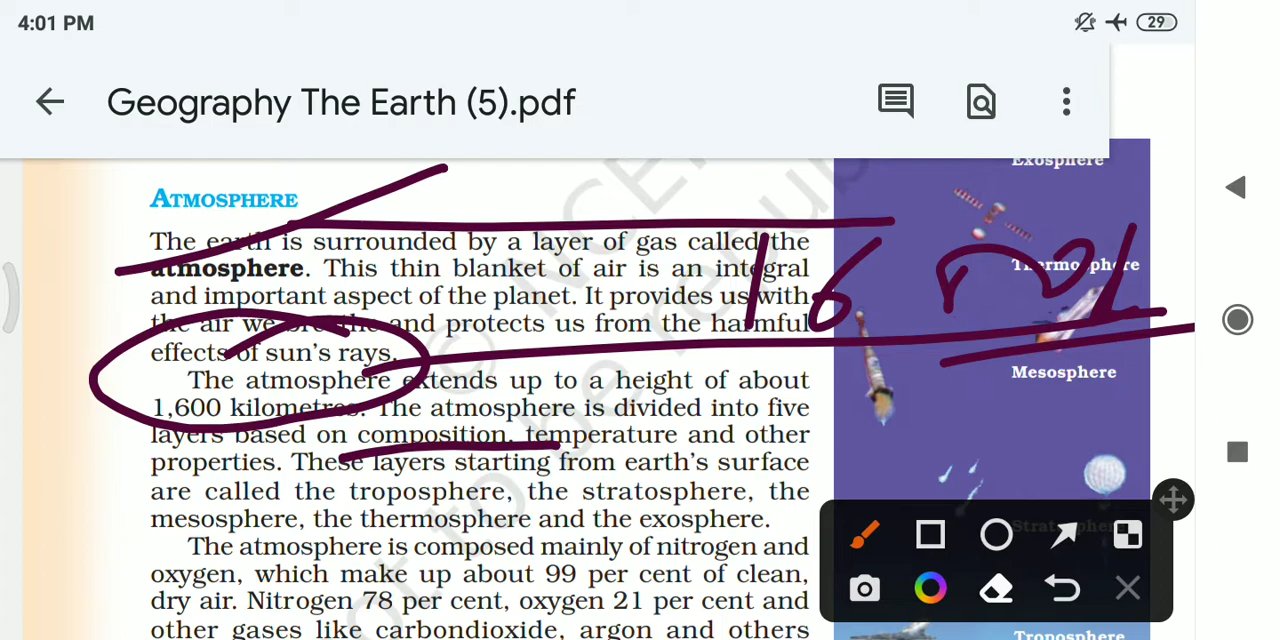 4:01 PM
29
Geography The Earth (5).pdf
Exosphere
ATMOSPHERE
The earth is surrounded by a layer of gas called the
atmosphere. This thin blanket of air is an integral
and important aspect of the planet. It provides us with
the air we breathe and protects us from the harmful
effects of sun's rays.
The atmosphere extends up to a height of about
1,600 kilometres. The atmosphere is divided into five
layers based on composition, temperature and other
properties. These layers starting from earth's surface
are called the troposphere, the stratosphere, the
mesosphere, the thermosphere and the exosphere.
The atmosphere is composed mainly of nitrogen and
oxygen, which make up about 99 per cent of clean,
dry air. Nitrogen 78 per cent, oxygen 21 per cent and
other gases like carbondioxide, argon and others
16
Thermosphere
Mesosphere
Stratosphere
Troposphere
© NCERT
not to be republ